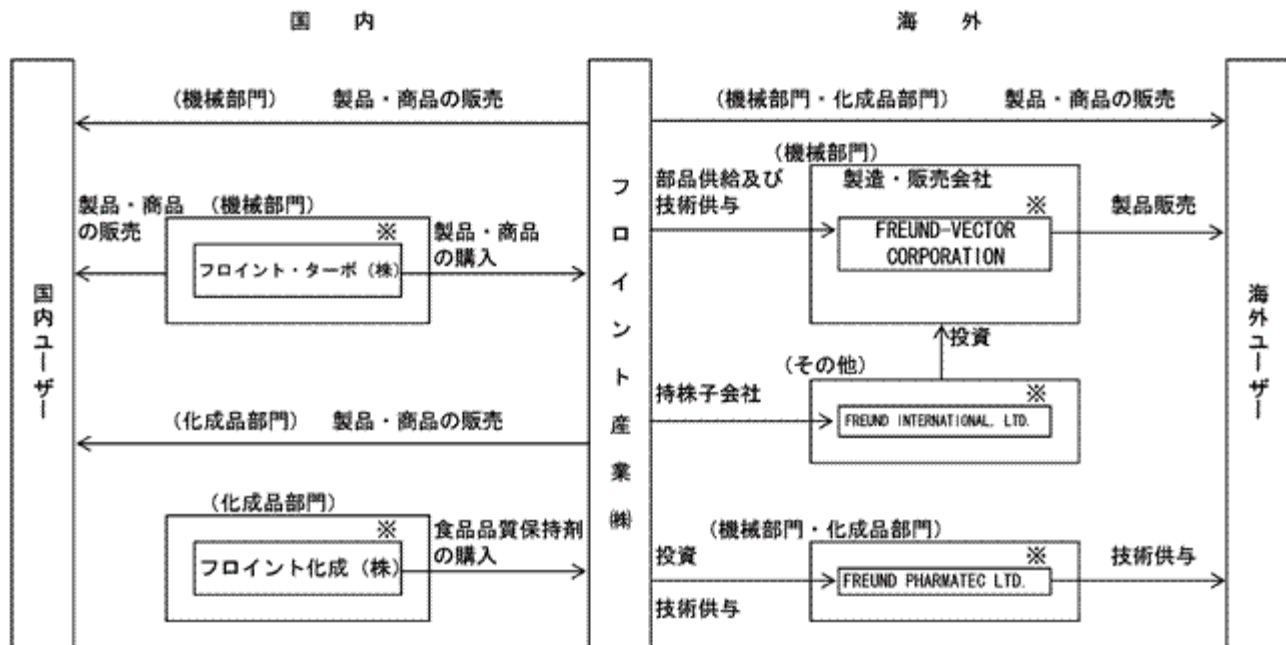 国　内
海　外
(機械部門)　製品・商品の販売
(機械部門・化成品部門)　製品・商品の販売
(機械部門)
部品供給及び
技術供与
製造・販売会社
※
FREUND-VECTOR
CORPORATION
製品販売
製品・商品
の販売
(機械部門)
※
フロイント・ターボ(株)
製品・商品
の購入
投資
(その他)
持株子会社
※
FREUND INTERNATIONAL, LTD.
(化成品部門)　製品・商品の販売
(化成品部門)
※
フロイント化成(株)
食品品質保持剤
の購入
(機械部門・化成品部門)
投資
技術供与
※
FREUND PHARMATEC LTD.
技術供与
国内ユーザー
フロイント産業㈱
海外ユーザー